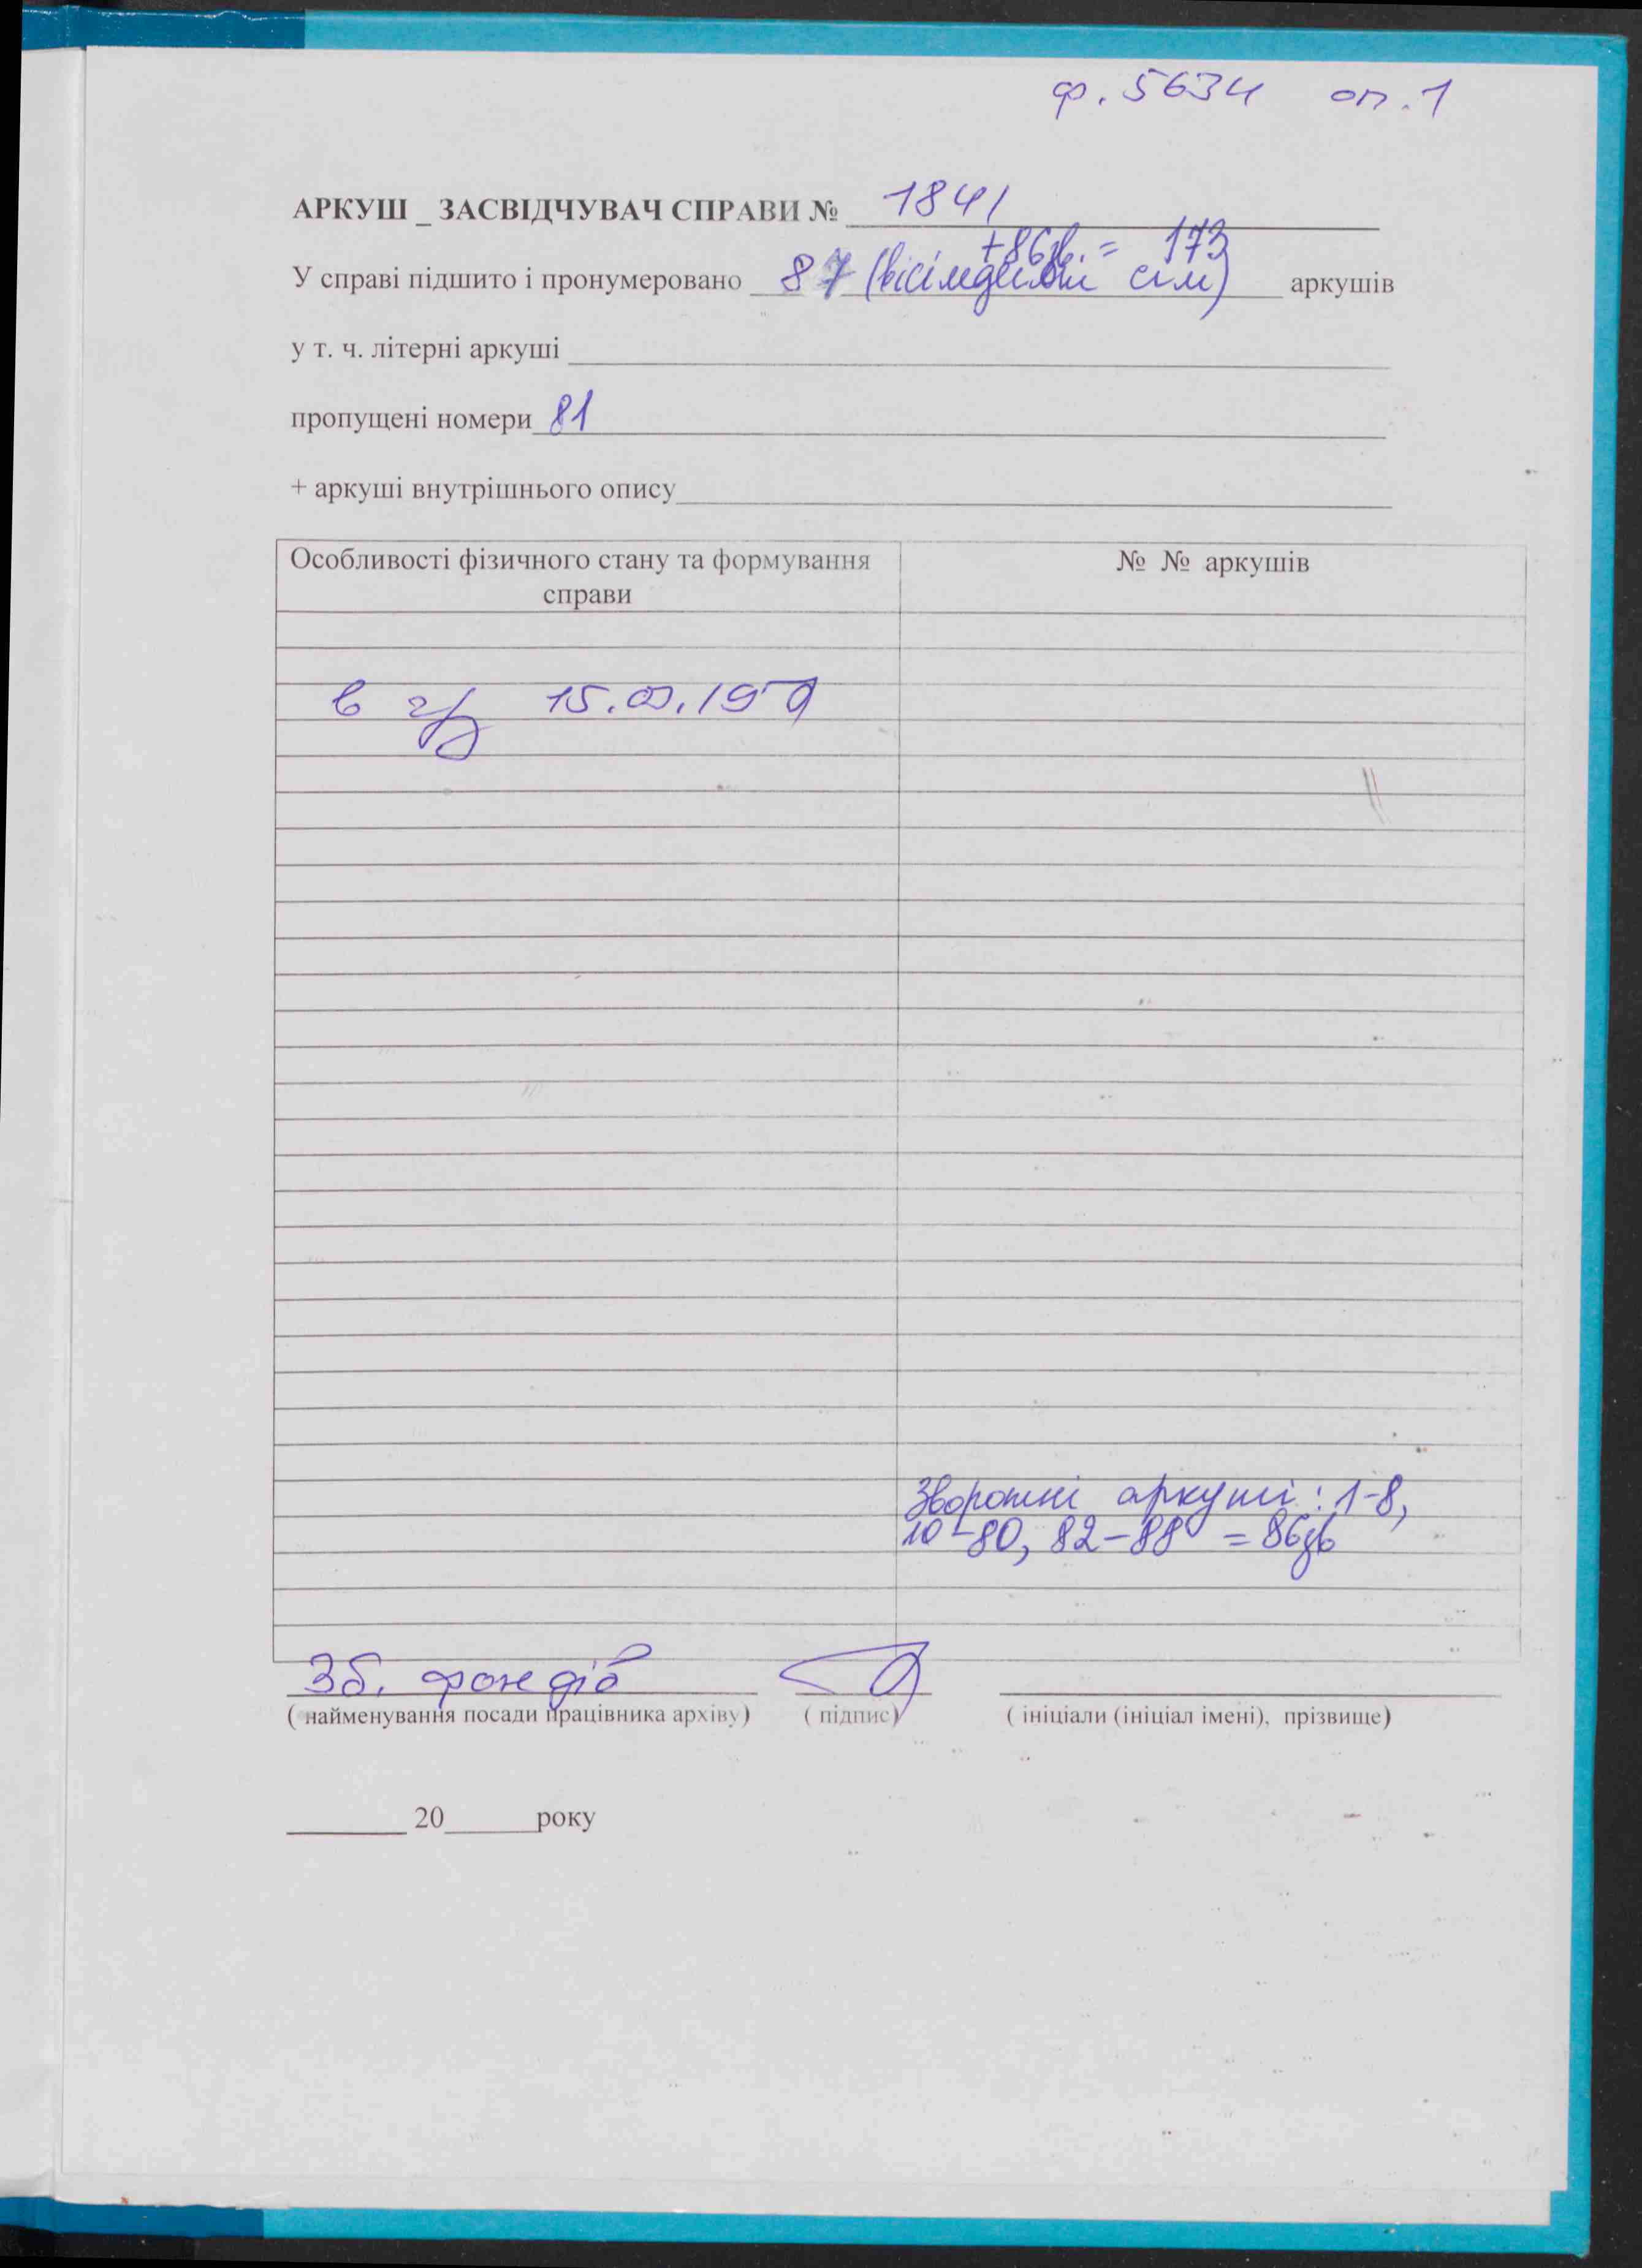 ф. 5634 оп. 1
АРКУШ _ ЗАСВІДЧУВАЧ СПРАВИ № 1841
+86зв. = 173
У справі підшито і пронумеровано 87 (вісімдесят сім) аркушів
у т. ч. літерні аркуші
пропущені номери 81
+ аркуші внутрішнього опису
Особливості фізичного стану та формування справи
№ № аркушів
в 15.
Зворотні аркуші: 1-8,
10-80, 82-88 = 86зв
Зб. фондів
( найменування посади працівника архіву) ( підпис) ( ініціали (ініціал імені), прізвище)
20 року